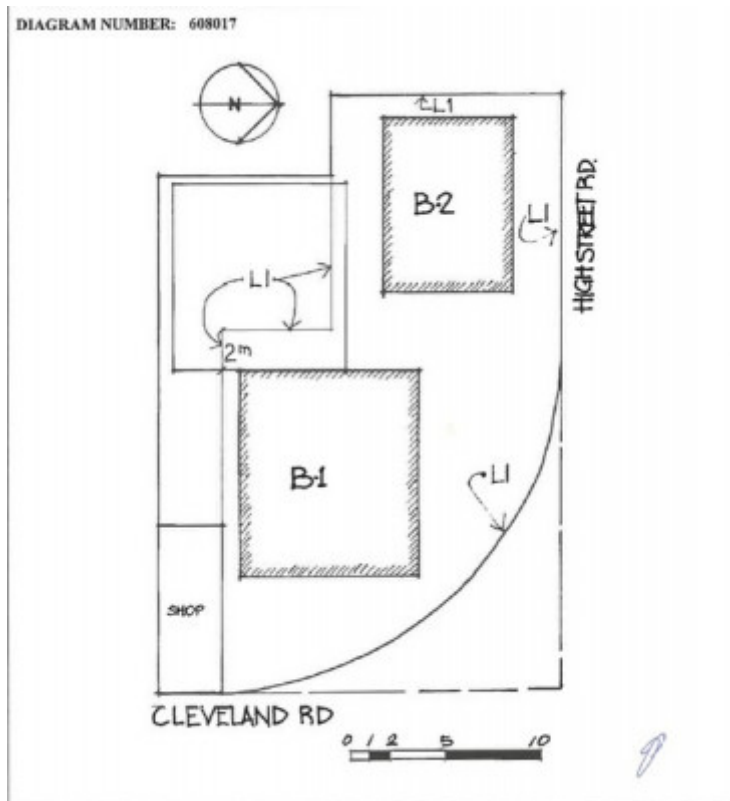 DIAGRAM NUMBER: 608017
N
L1
B-2
L1
HIGH STREET RD.
L1
2m
B-1
L1
SHOP
CLEVELAND RD
0 1 2 5 10